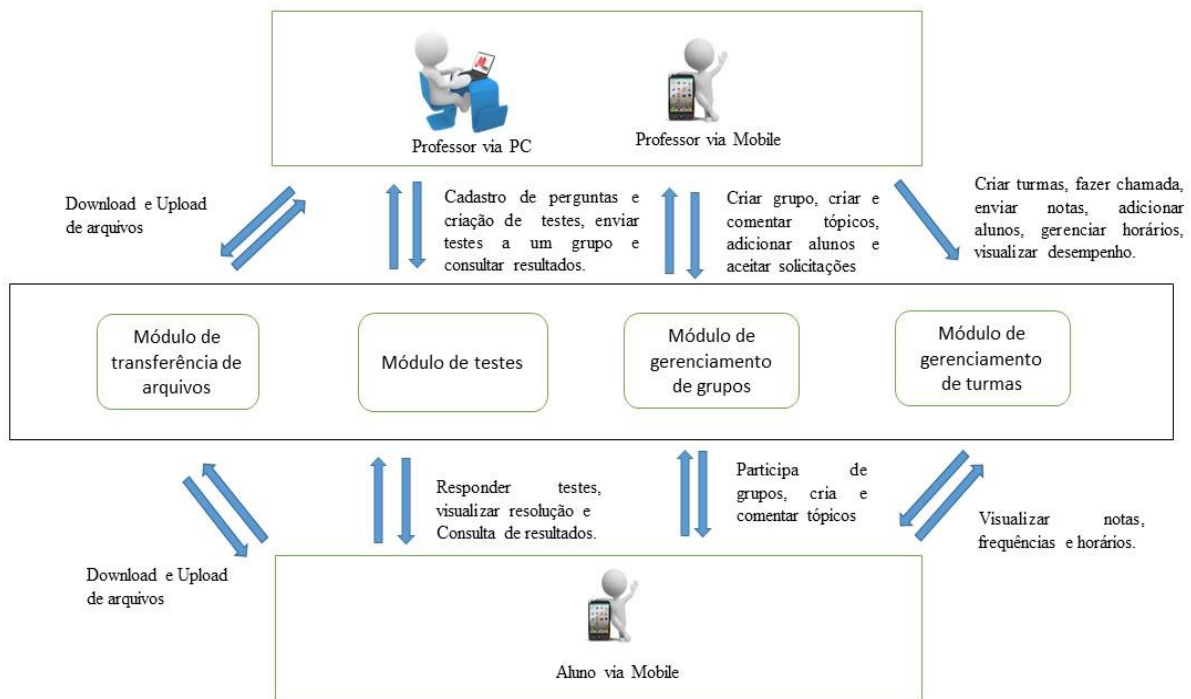 Professor via PC
Professor via Mobile
Download e Upload
de arquivos
Cadastro de perguntas e
criação de testes, enviar
testes a um grupo e
consultar resultados.
Criar grupo, criar e
comentar tópicos,
adicionar alunos e
aceitar solicitações
Criar turmas, fazer chamada,
enviar notas, adicionar
alunos, gerenciar horários,
visualizar desempenho.
Módulo de
transferência de
arquivos
Módulo de testes
Módulo de
gerenciamento
de grupos
Módulo de
gerenciamento
de turmas
Download e Upload
de arquivos
Responder testes,
visualizar resolução e
Consulta de resultados.
Participa de
grupos, cria e
comentar tópicos
Visualizar notas,
frequências e horários.
Aluno via Mobile